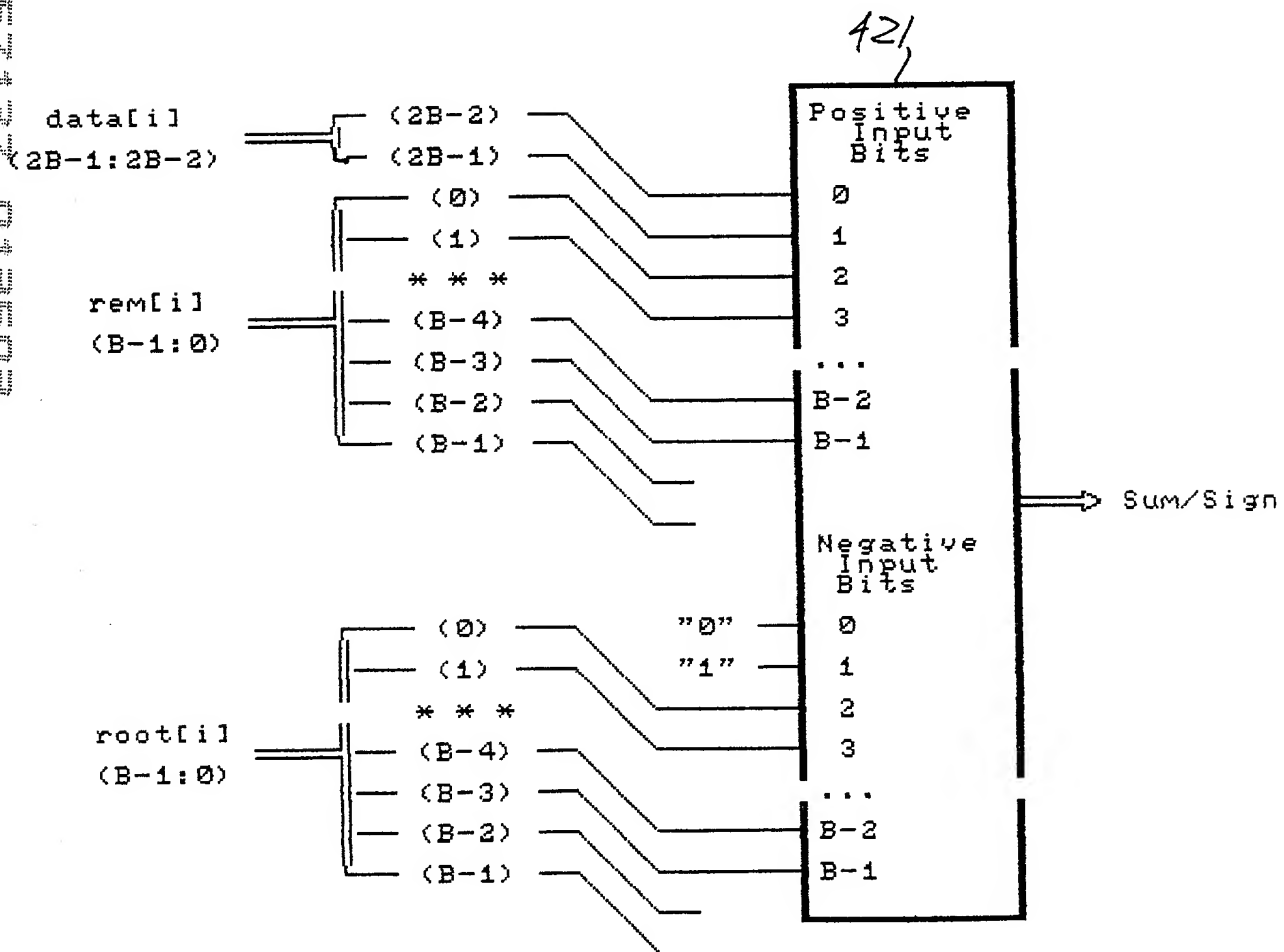 421
data[i]
(2B-1:2B-2)
(2B-2)
(2B-1)
rem[i]
(B-1:0)
(0)
(1)
* * *
(B-4)
(B-3)
(B-2)
(B-1)
root[i]
(B-1:0)
(0)
(1)
* * *
(B-4)
(B-3)
(B-2)
(B-1)
Positive
Input
Bits
0
1
2
3
...
B-2
B-1
Negative
Input
Bits
"0"
0
"1"
1
2
3
...
B-2
B-1
Sum/Sign